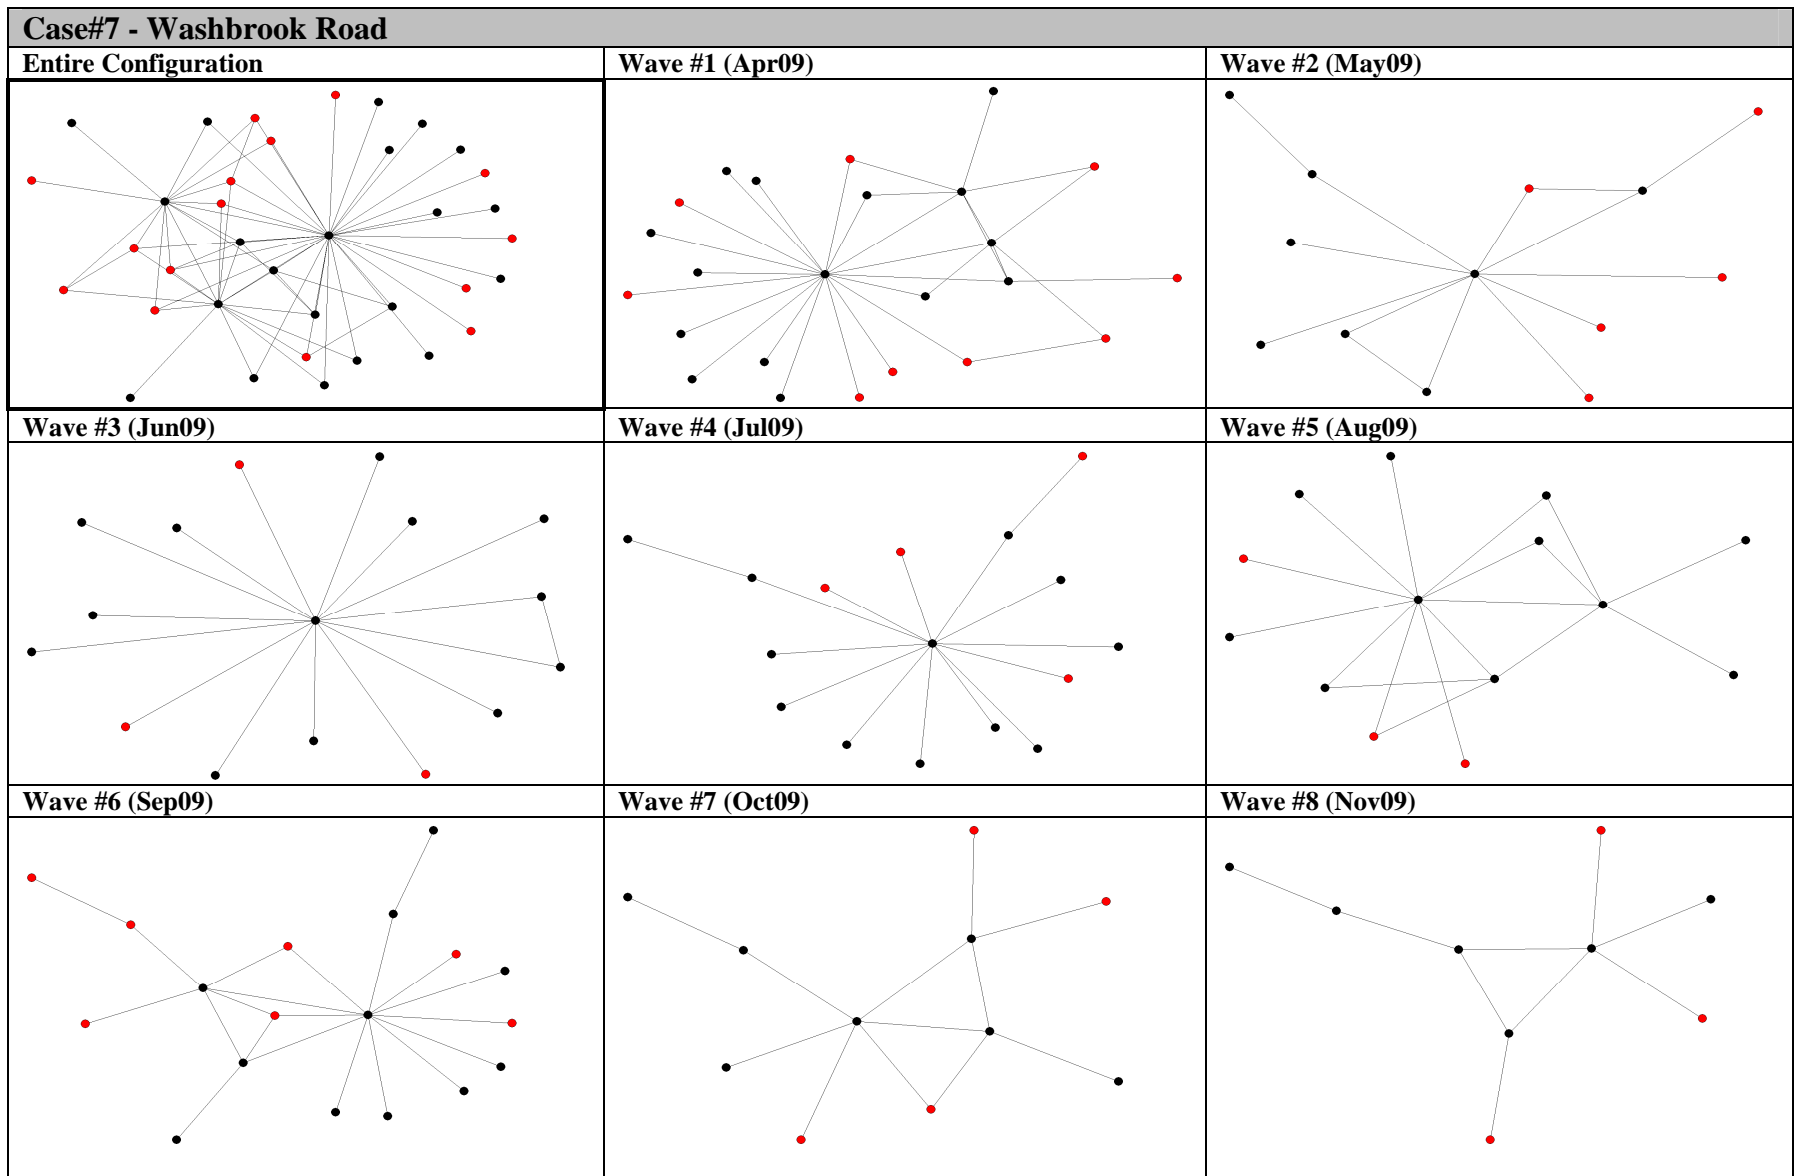 Case#7 - Washbrook Road
Entire Configuration
Wave #1 (Apr09)
Wave #2 (May09)
Wave #3 (Jun09)
Wave #4 (Jul09)
Wave #5 (Aug09)
Wave #6 (Sep09)
Wave #7 (Oct09)
Wave #8 (Nov09)